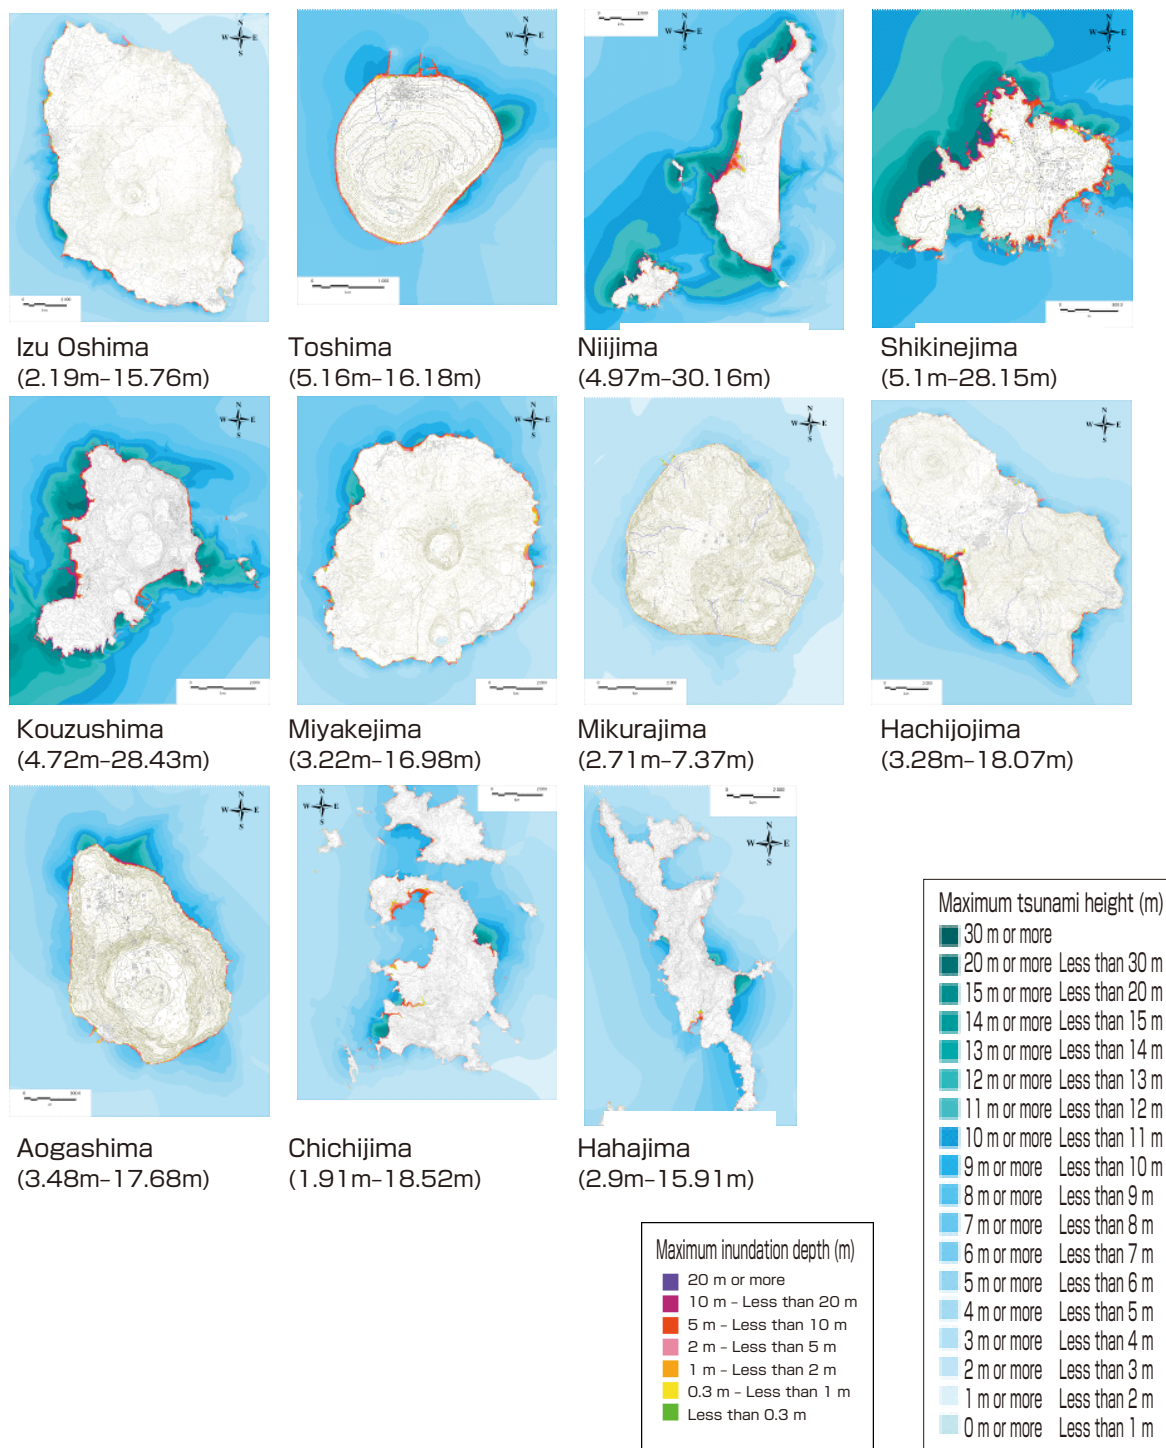 N
W E
S
Izu Oshima
(2.19m–15.76m)
N
W E
S
Toshima
(5.16m–16.18m)
N
W E
S
Niijima
(4.97m–30.16m)
N
W E
S
Shikinejima
(5.1m–28.15m)
N
W E
S
Kouzushima
(4.72m–28.43m)
N
W E
S
Miyakejima
(3.22m–16.98m)
N
W E
S
Mikurajima
(2.71m–7.37m)
N
W E
S
Hachijojima
(3.28m–18.07m)
N
W E
S
Aogashima
(3.48m–17.68m)
N
W E
S
Chichijima
(1.91m–18.52m)
N
W E
S
Hahajima
(2.9m–15.91m)
Maximum inundation depth (m)
20 m or more
10 m – Less than 20 m
5 m – Less than 10 m
2 m – Less than 5 m
1 m – Less than 2 m
0.3 m – Less than 1 m
Less than 0.3 m
Maximum tsunami height (m)
30 m or more
20 m or more Less than 30 m
15 m or more Less than 20 m
14 m or more Less than 15 m
13 m or more Less than 14 m
12 m or more Less than 13 m
11 m or more Less than 12 m
10 m or more Less than 11 m
9 m or more Less than 10 m
8 m or more Less than 9 m
7 m or more Less than 8 m
6 m or more Less than 7 m
5 m or more Less than 6 m
4 m or more Less than 5 m
3 m or more Less than 4 m
2 m or more Less than 3 m
1 m or more Less than 2 m
0 m or more Less than 1 m